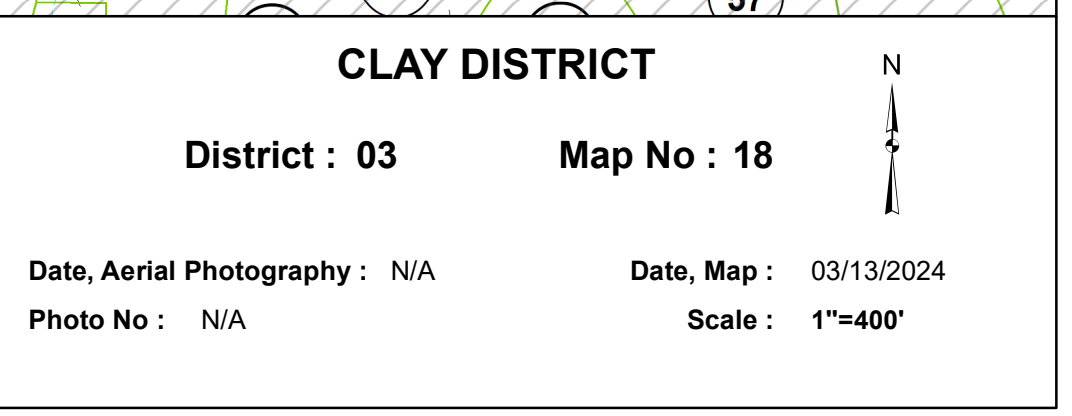 37
CLAY DISTRICT
N
District : 03 Map No : 18
Date, Aerial Photography : N/A Date, Map : 03/13/2024
Photo No : N/A Scale : 1"=400'